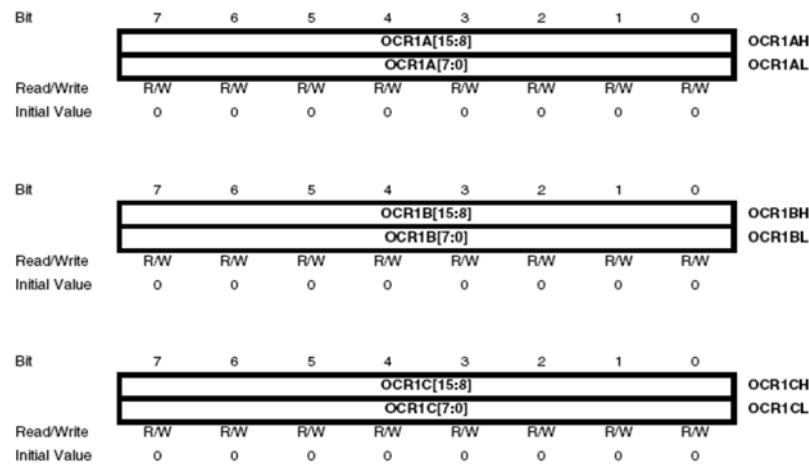 Bit 7 6 5 4 3 2 1 0
OCR1A[15:8] OCR1AH
OCR1A[7:0] OCR1AL
Read/Write R/W R/W R/W R/W R/W R/W R/W R/W
Initial Value 0 0 0 0 0 0 0 0
Bit 7 6 5 4 3 2 1 0
OCR1B[15:8] OCR1BH
OCR1B[7:0] OCR1BL
Read/Write R/W R/W R/W R/W R/W R/W R/W R/W
Initial Value 0 0 0 0 0 0 0 0
Bit 7 6 5 4 3 2 1 0
OCR1C[15:8] OCR1CH
OCR1C[7:0] OCR1CL
Read/Write R/W R/W R/W R/W R/W R/W R/W R/W
Initial Value 0 0 0 0 0 0 0 0